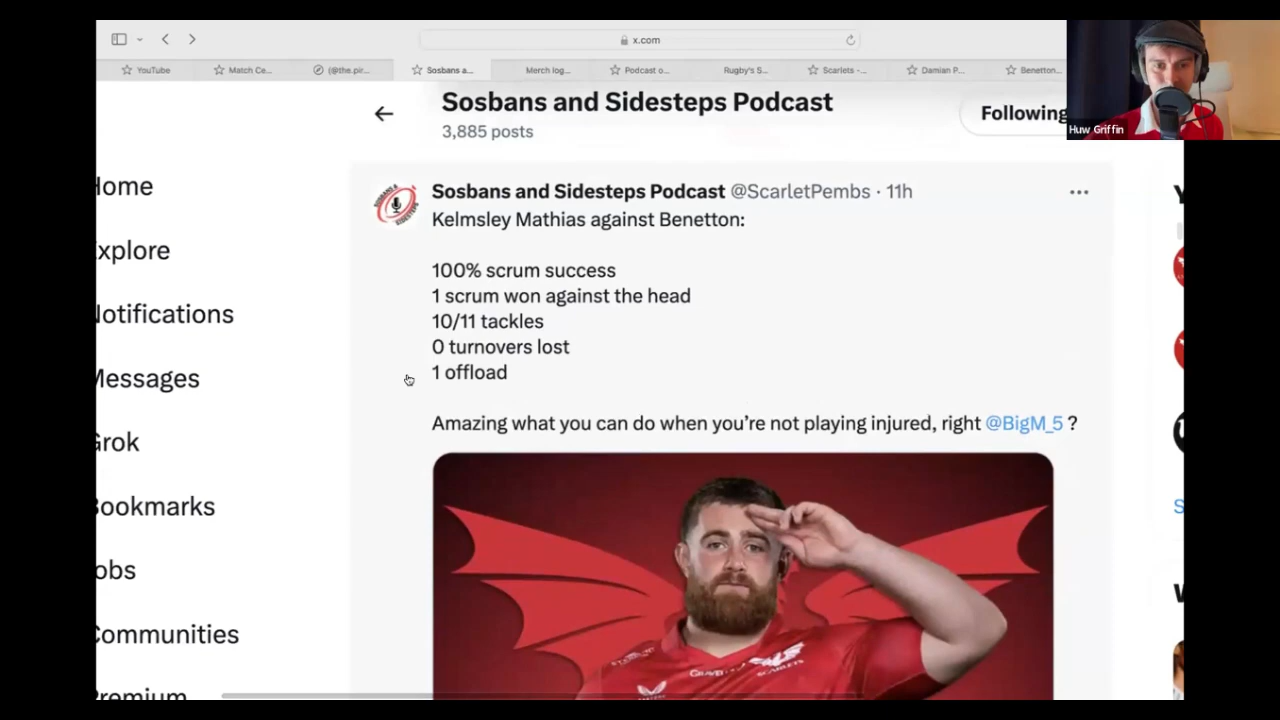 x.com
YouTube
Match Ce...
(@the.pir...
Sosbans a...
Merch log...
Podcast o...
Rugby's S...
Scarlets -...
Damian P...
Benetton...
Huw Griffin
Sosbans and Sidesteps Podcast
3,885 posts
Following
Home
Explore
Notifications
Messages
Grok
Bookmarks
Jobs
Communities
Premium
Sosbans and Sidesteps Podcast @ScarletPembs · 11h
Kelmsley Mathias against Benetton:
100% scrum success
1 scrum won against the head
10/11 tackles
0 turnovers lost
1 offload
Amazing what you can do when you're not playing injured, right @BigM_5 ?
SCARLETS